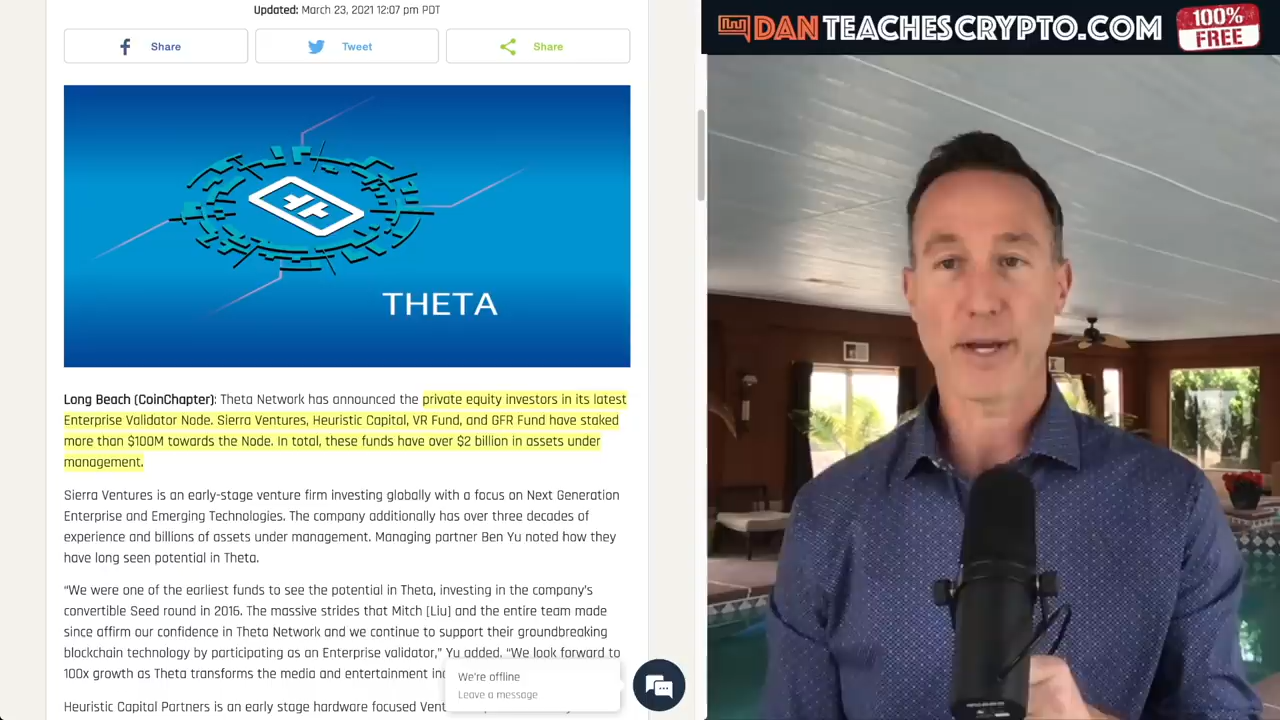 Updated: March 23, 2021 12:07 pm PDT
Share
Tweet
Share
THETA
Long Beach (CoinChapter): Theta Network has announced the private equity investors in its latest
Enterprise Validator Node. Sierra Ventures, Heuristic Capital, VR Fund, and GFR Fund have staked
more than $100M towards the Node. In total, these funds have over $2 billion in assets under
management.
Sierra Ventures is an early-stage venture firm investing globally with a focus on Next Generation
Enterprise and Emerging Technologies. The company additionally has over three decades of
experience and billions of assets under management. Managing partner Ben Yu noted how they
have long seen potential in Theta.
“We were one of the earliest funds to see the potential in Theta, investing in the company’s
convertible Seed round in 2016. The massive strides that Mitch [Liu] and the entire team made
since affirm our confidence in Theta Network and we continue to support their groundbreaking
blockchain technology by participating as an Enterprise validator,” Yu added. “We look forward to
100x growth as Theta transforms the media and entertainment
Heuristic Capital Partners is an early stage hardware focused
We're offline
Leave a message
DANTEACHESCRYPTO.COM
100%
FREE